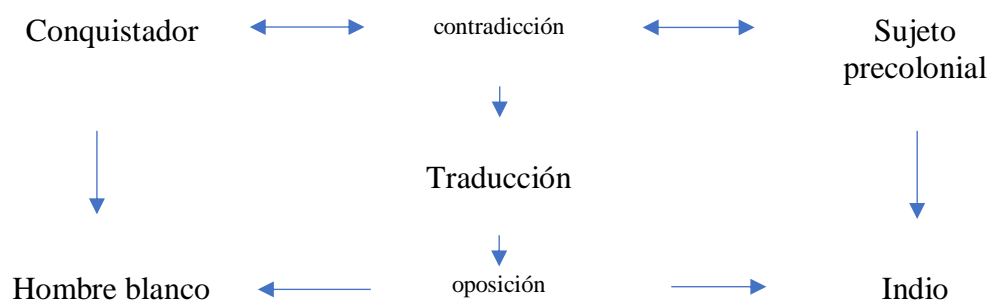 Conquistador contradicción Sujeto
precolonial
Traducción
Hombre blanco oposición Indio